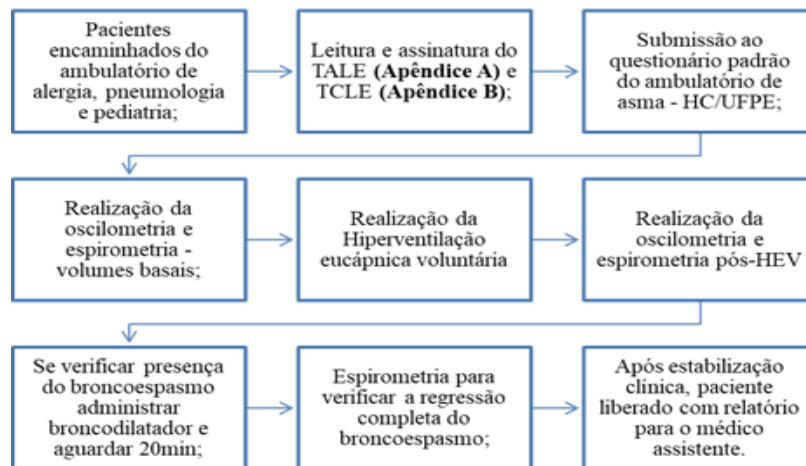 Pacientes
encaminhados do
ambulatório de
alergia, pneumologia
e pediatria;
Leitura e assinatura do
TALE (Apêndice A) e
TCLE (Apêndice B);
Submissão ao
questionário padrão
do ambulatório de
asma - HC/UFPE;
Realização da
oscilometria e
espirometria -
volumes basais;
Realização da
Hiperventilação
eucápnica voluntária
Realização da
oscilometria e
espirometria pós-HEV
Se verificar presença
do broncoespasmo
administrar
broncodilatador e
aguardar 20min;
Espirometria para
verificar a regressão
completa do
broncoespasmo;
Após estabilização
clínica, paciente
liberado com relatório
para o médico
assistente.